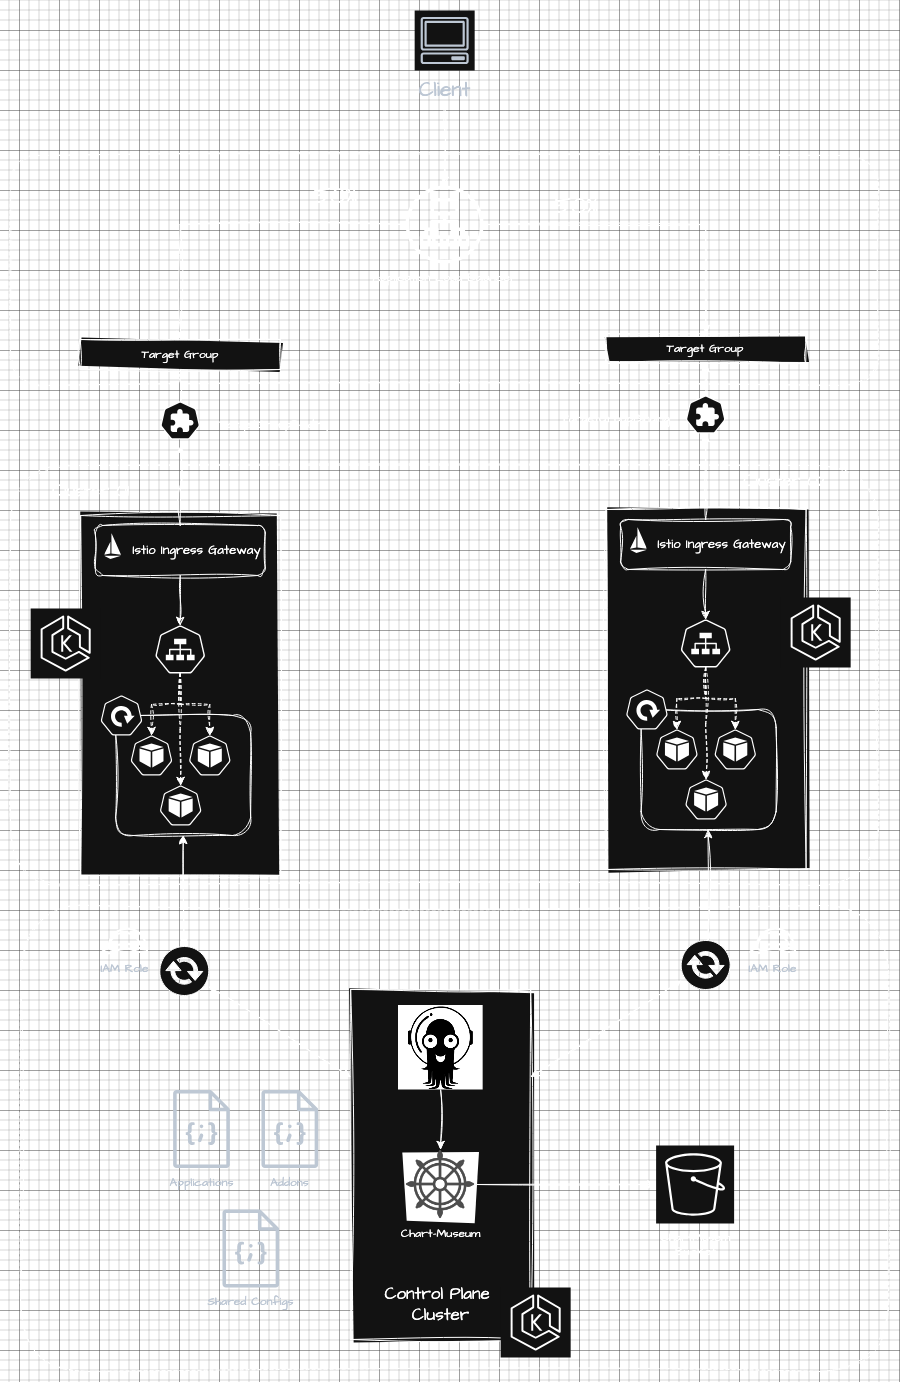 Client
Target Group
Target Group
Istio Ingress Gateway
Istio Ingress Gateway
K
K
IAM Role
IAM Role
{;}
{;}
Applications
Addons
{;}
Shared Configs
Chart-Museum
Control Plane
Cluster
K